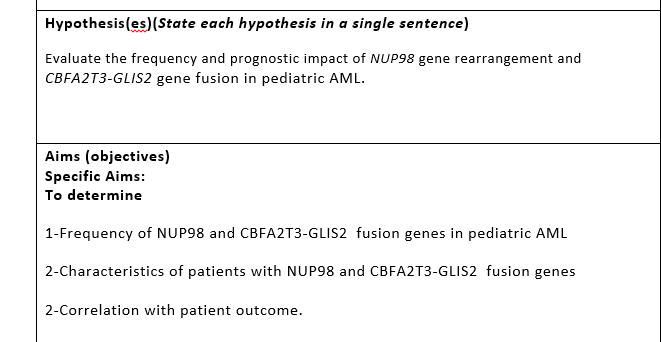 Hypothesis(es)(State each hypothesis in a single sentence)
Evaluate the frequency and prognostic impact of NUP98 gene rearrangement and
CBFA2T3-GLIS2 gene fusion in pediatric AML.
Aims (objectives)
Specific Aims:
To determine
1-Frequency of NUP98 and CBFA2T3-GLIS2 fusion genes in pediatric AML
2-Characteristics of patients with NUP98 and CBFA2T3-GLIS2 fusion genes
2-Correlation with patient outcome.